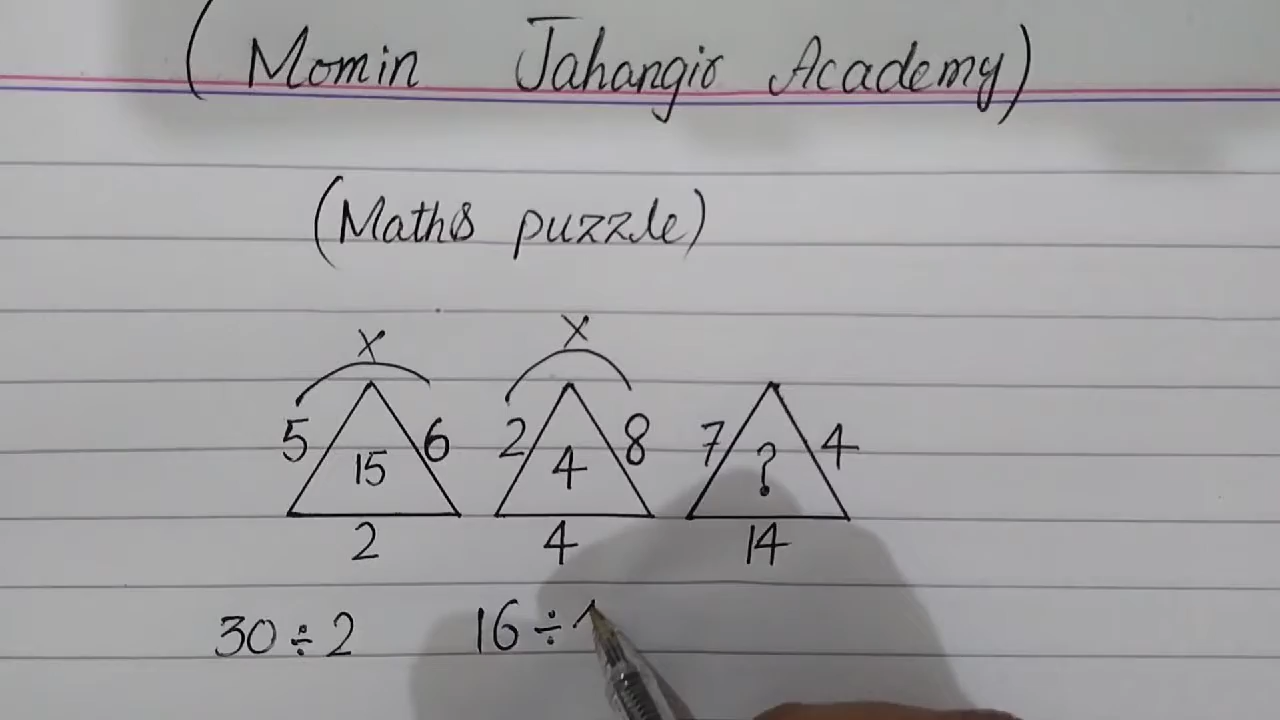 (Momin Jahangir Academy)
(Maths puzzle)
x x
5 15 6 2 8 4 7 ? 4
2 4 14
30÷2 16÷